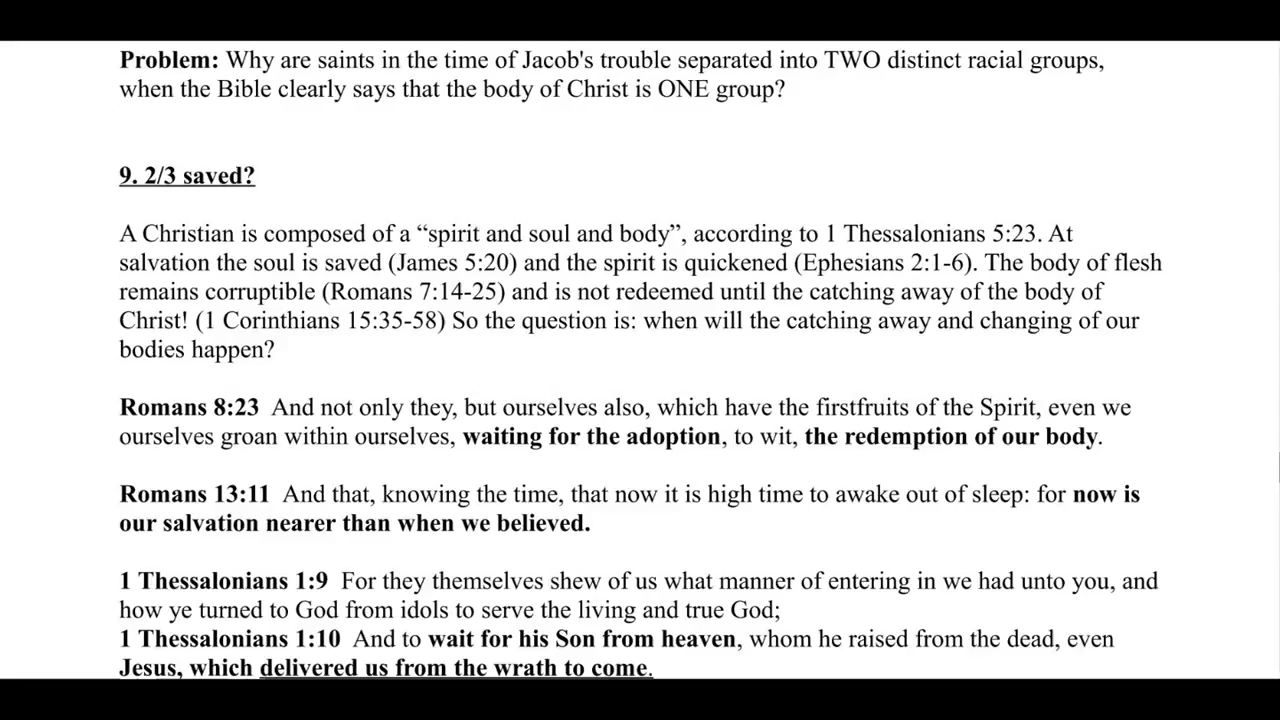 Problem: Why are saints in the time of Jacob's trouble separated into TWO distinct racial groups,
when the Bible clearly says that the body of Christ is ONE group?
9. 2/3 saved?
A Christian is composed of a “spirit and soul and body”, according to 1 Thessalonians 5:23. At
salvation the soul is saved (James 5:20) and the spirit is quickened (Ephesians 2:1-6). The body of flesh
remains corruptible (Romans 7:14-25) and is not redeemed until the catching away of the body of
Christ! (1 Corinthians 15:35-58) So the question is: when will the catching away and changing of our
bodies happen?
Romans 8:23 And not only they, but ourselves also, which have the firstfruits of the Spirit, even we
ourselves groan within ourselves, waiting for the adoption, to wit, the redemption of our body.
Romans 13:11 And that, knowing the time, that now it is high time to awake out of sleep: for now is
our salvation nearer than when we believed.
1 Thessalonians 1:9 For they themselves shew of us what manner of entering in we had unto you, and
how ye turned to God from idols to serve the living and true God;
1 Thessalonians 1:10 And to wait for his Son from heaven, whom he raised from the dead, even
Jesus, which delivered us from the wrath to come.